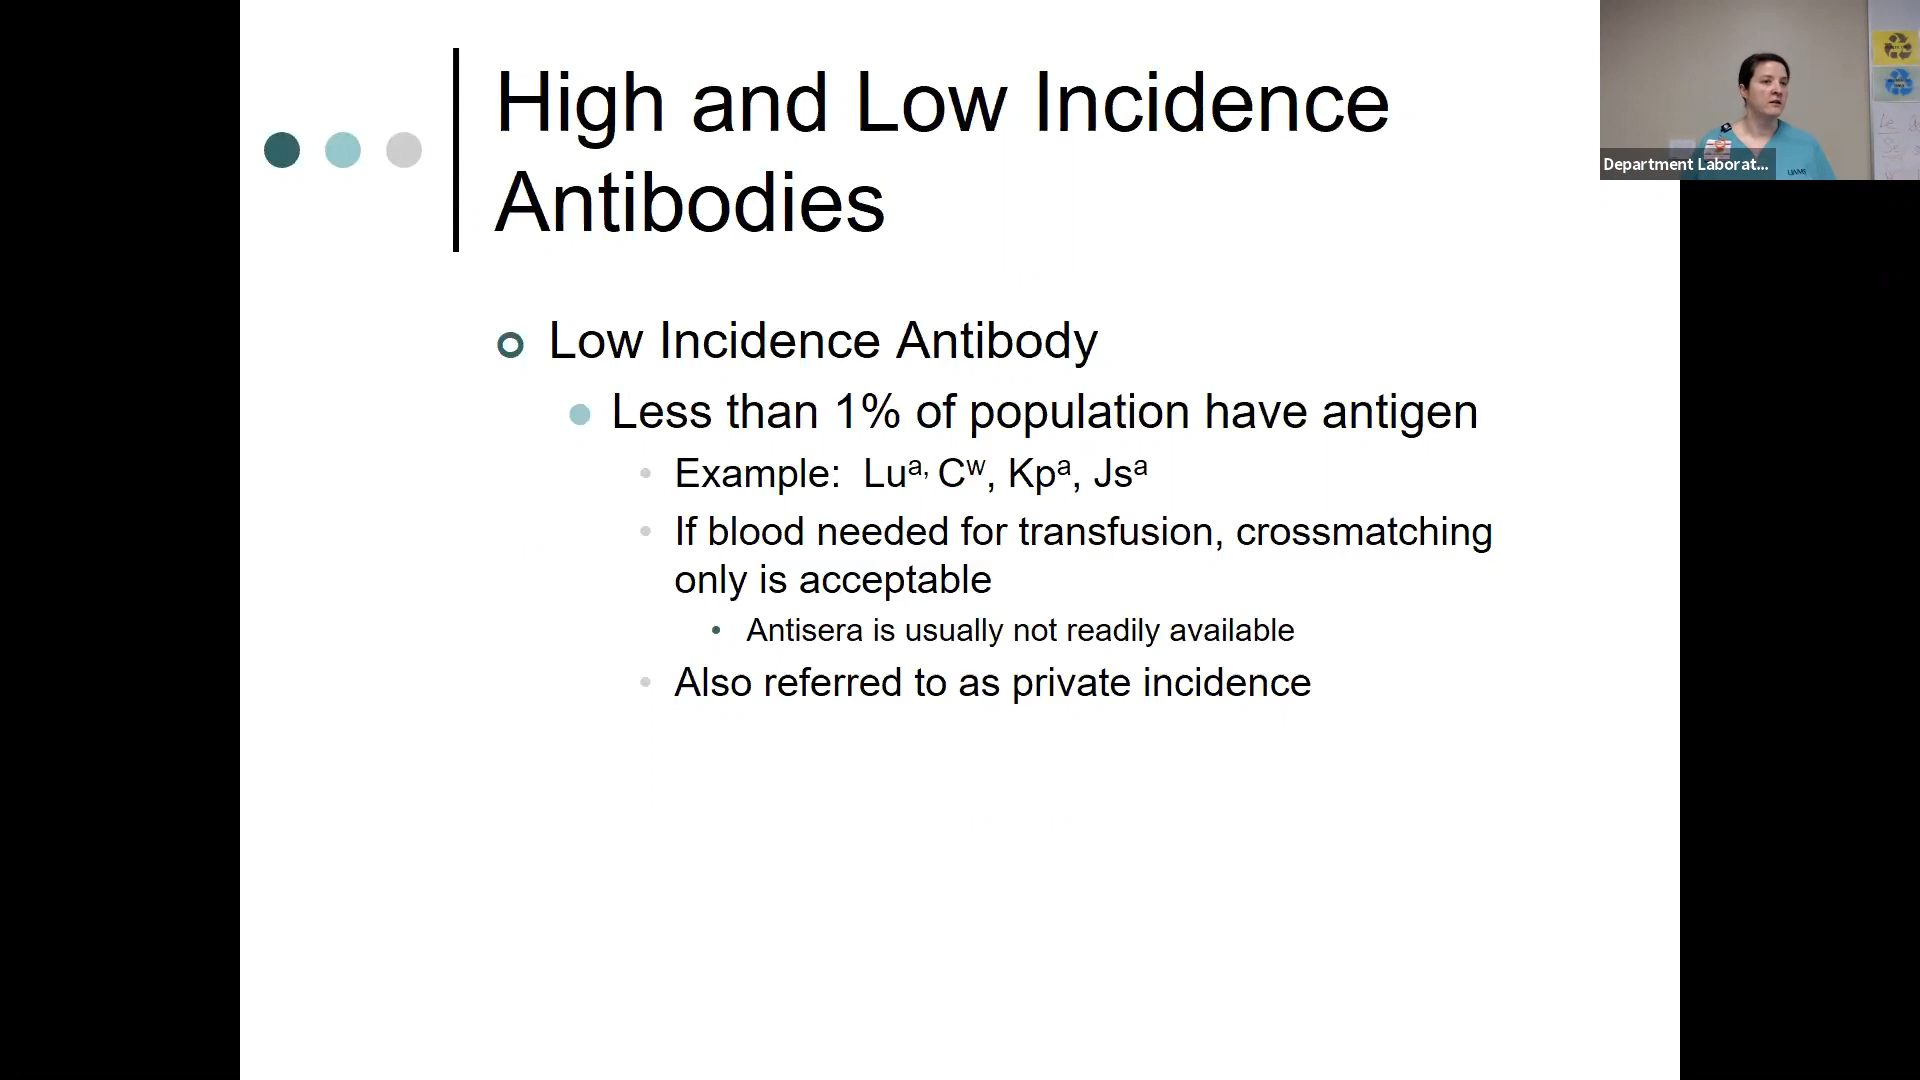 High and Low Incidence
Antibodies
Low Incidence Antibody
Less than 1% of population have antigen
Example: Luᵃ, Cʷ, Kpᵃ, Jsᵃ
If blood needed for transfusion, crossmatching
only is acceptable
Antisera is usually not readily available
Also referred to as private incidence
Department Laborat...
UAMS
Le